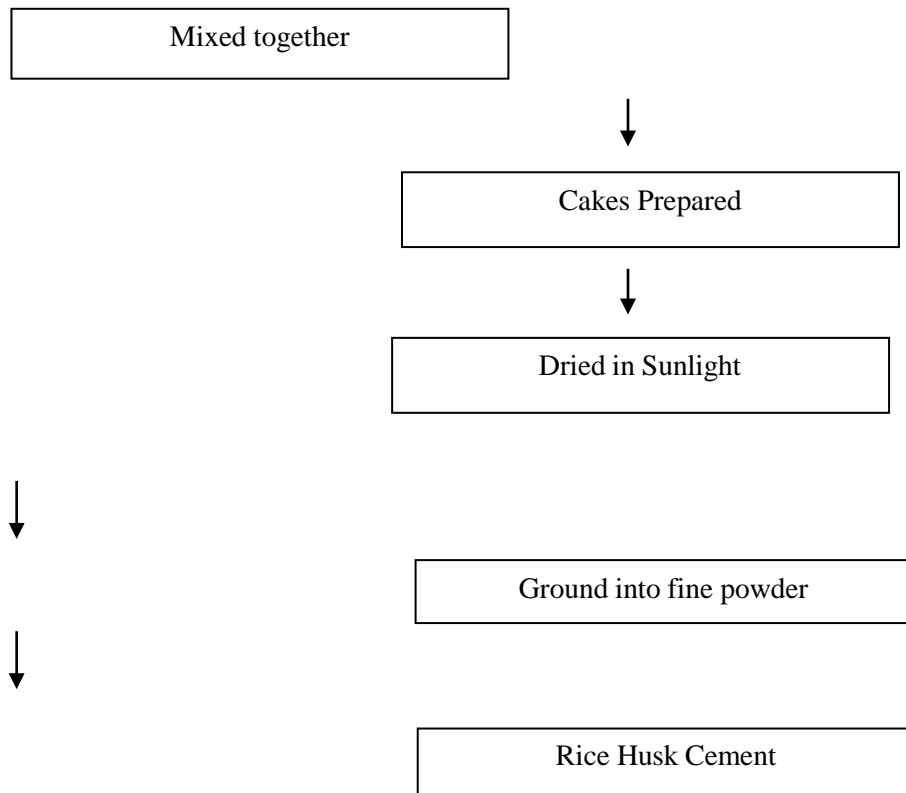 Mixed together
Cakes Prepared
Dried in Sunlight
Ground into fine powder
Rice Husk Cement